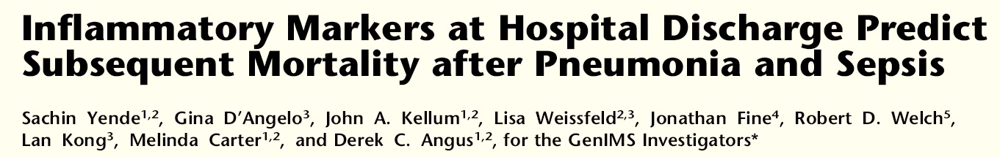 Inflammatory Markers at Hospital Discharge Predict
Subsequent Mortality after Pneumonia and Sepsis
Sachin Yende1,2, Gina D’Angelo3, John A. Kellum1,2, Lisa Weissfeld2,3, Jonathan Fine4, Robert D. Welch5,
Lan Kong3, Melinda Carter1,2, and Derek C. Angus1,2, for the GenIMS Investigators*